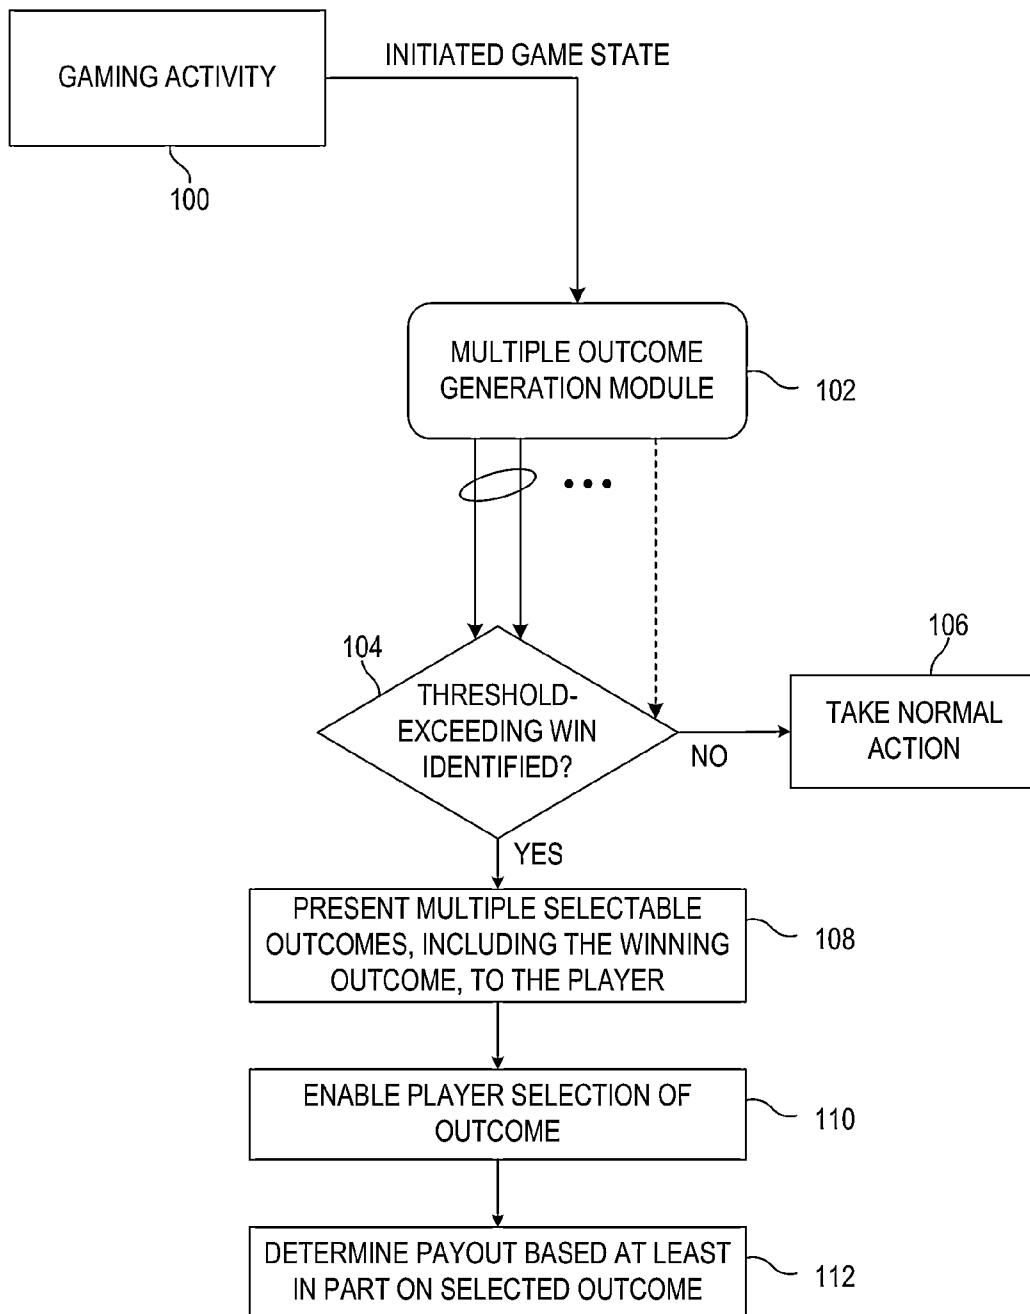 GAMING ACTIVITY
INITIATED GAME STATE
100
MULTIPLE OUTCOME
GENERATION MODULE
102
104
THRESHOLD-
EXCEEDING WIN
IDENTIFIED?
106
TAKE NORMAL
ACTION
NO
YES
PRESENT MULTIPLE SELECTABLE
OUTCOMES, INCLUDING THE WINNING
OUTCOME, TO THE PLAYER
108
ENABLE PLAYER SELECTION OF
OUTCOME
110
DETERMINE PAYOUT BASED AT LEAST
IN PART ON SELECTED OUTCOME
112